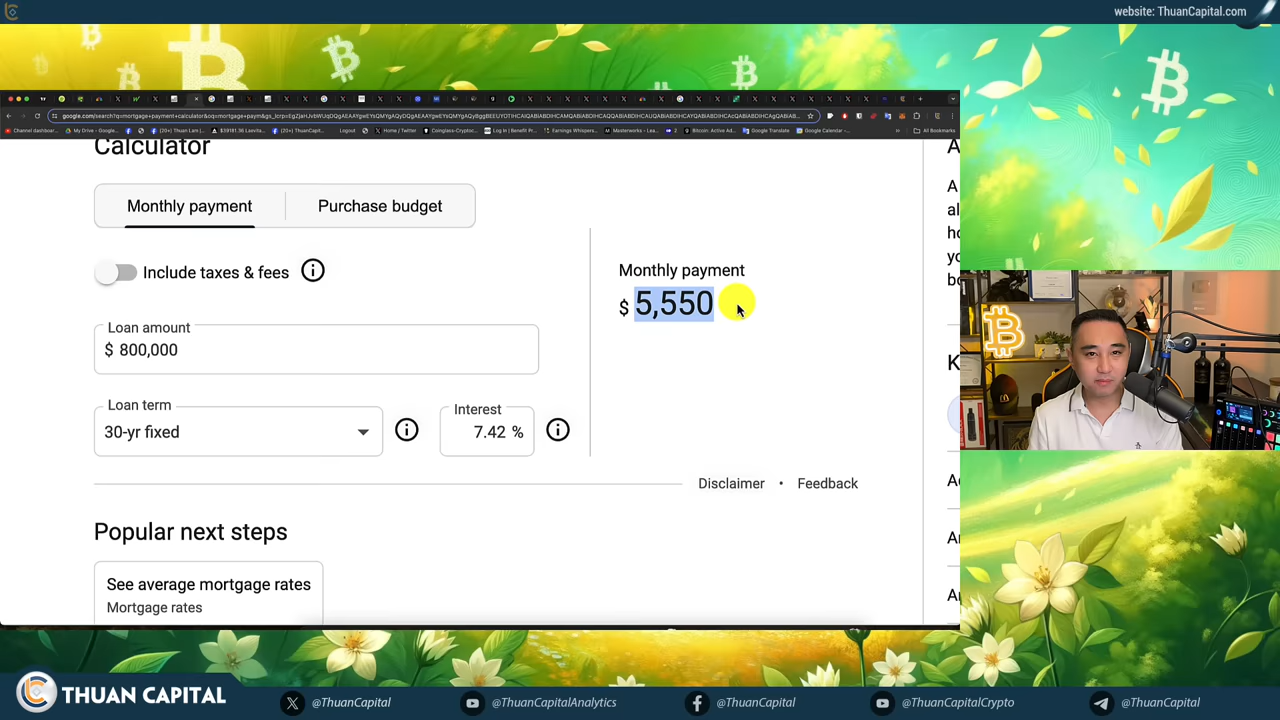 website: ThuanCapital.com
Calculator
Monthly payment
Purchase budget
Include taxes & fees
Monthly payment
$ 5,550
Loan amount
$ 800,000
Loan term
30-yr fixed
Interest
7.42 %
Disclaimer • Feedback
Popular next steps
See average mortgage rates
Mortgage rates
THUAN CAPITAL
@ThuanCapital
@ThuanCapitalAnalytics
@ThuanCapital
@ThuanCapitalCrypto
@ThuanCapital